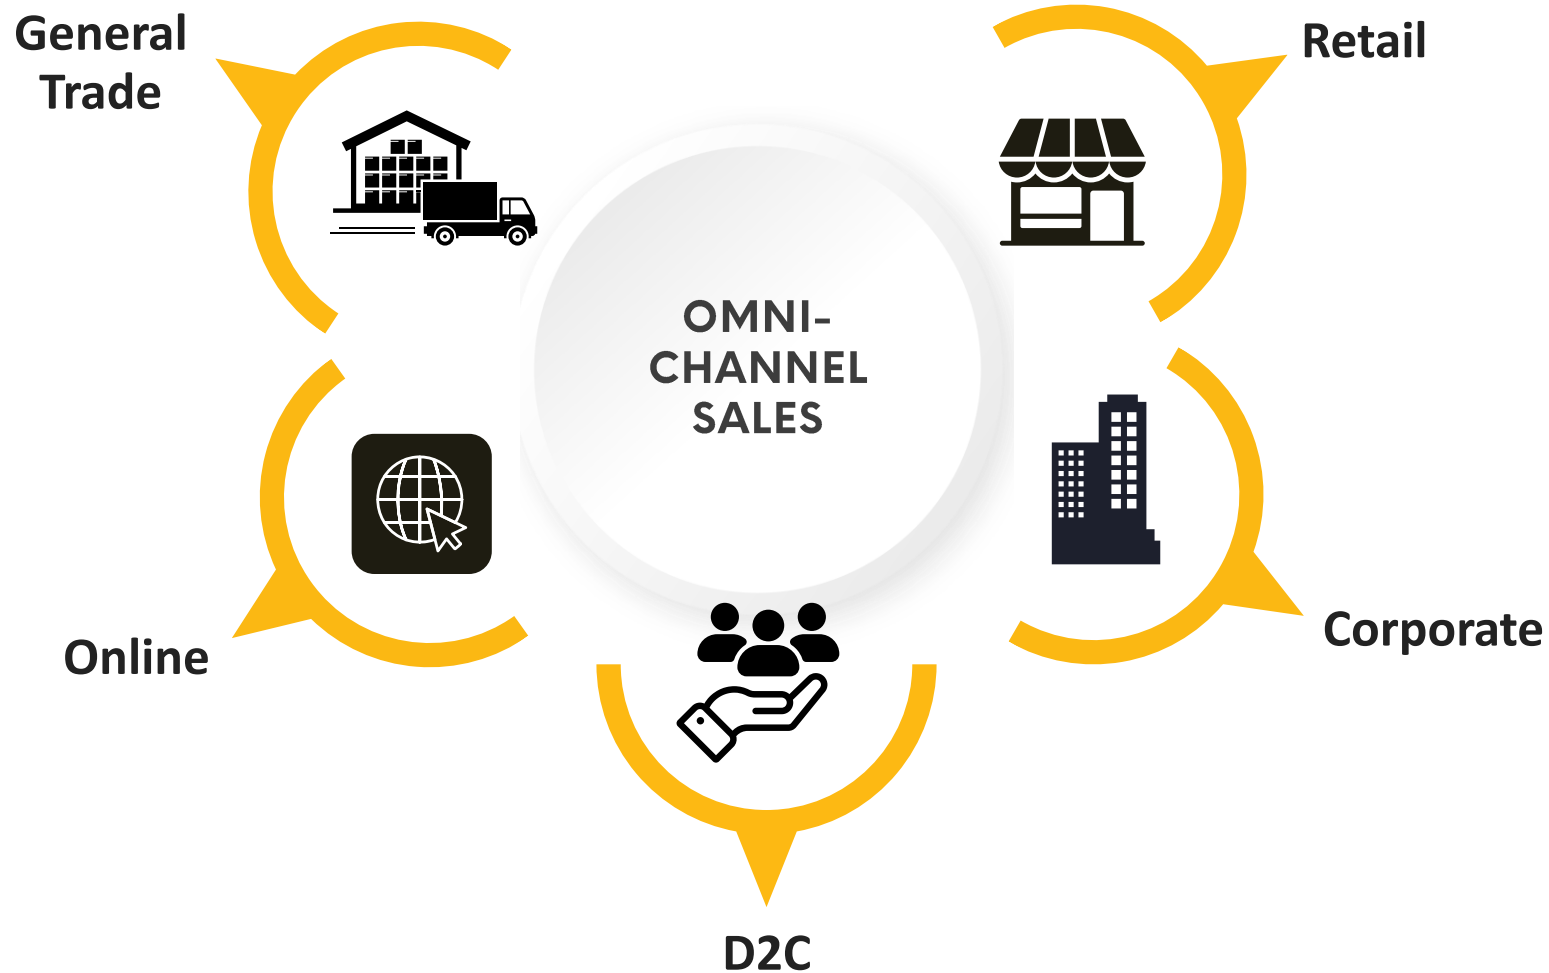 General
Trade
Retail
OMNI-
CHANNEL
SALES
Online
Corporate
D2C